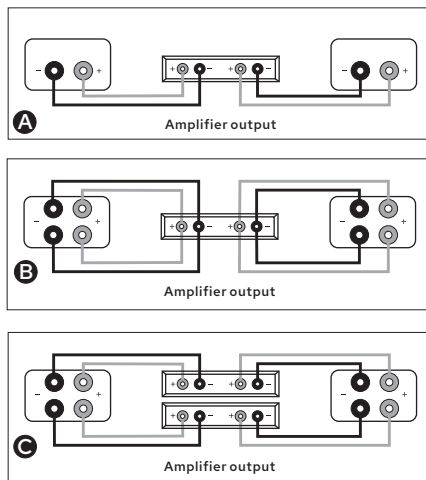 - + + - + - - +
A
Amplifier output
- + + - + - - +
B
Amplifier output
+ - + -
- + - +
+ - + -
C
Amplifier output